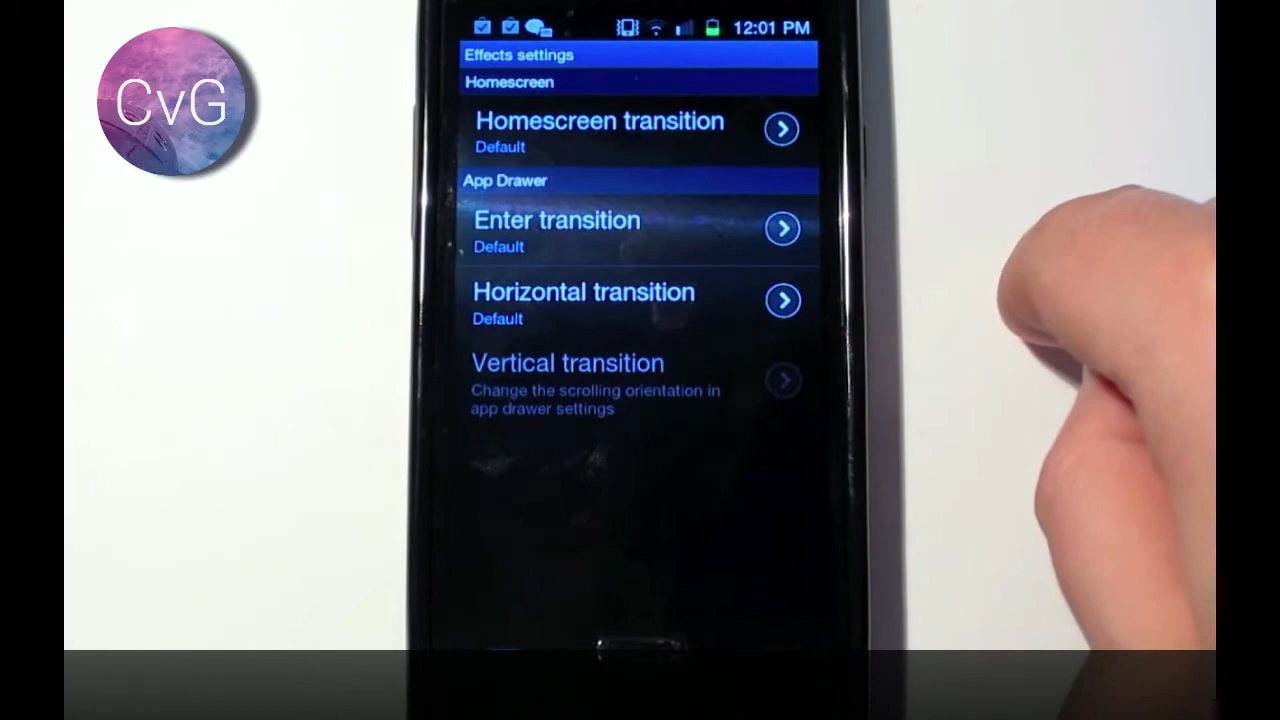 CvG
12:01 PM
Effects settings
Homescreen
Homescreen transition
Default
App Drawer
Enter transition
Default
Horizontal transition
Default
Vertical transition
Change the scrolling orientation in
app drawer settings